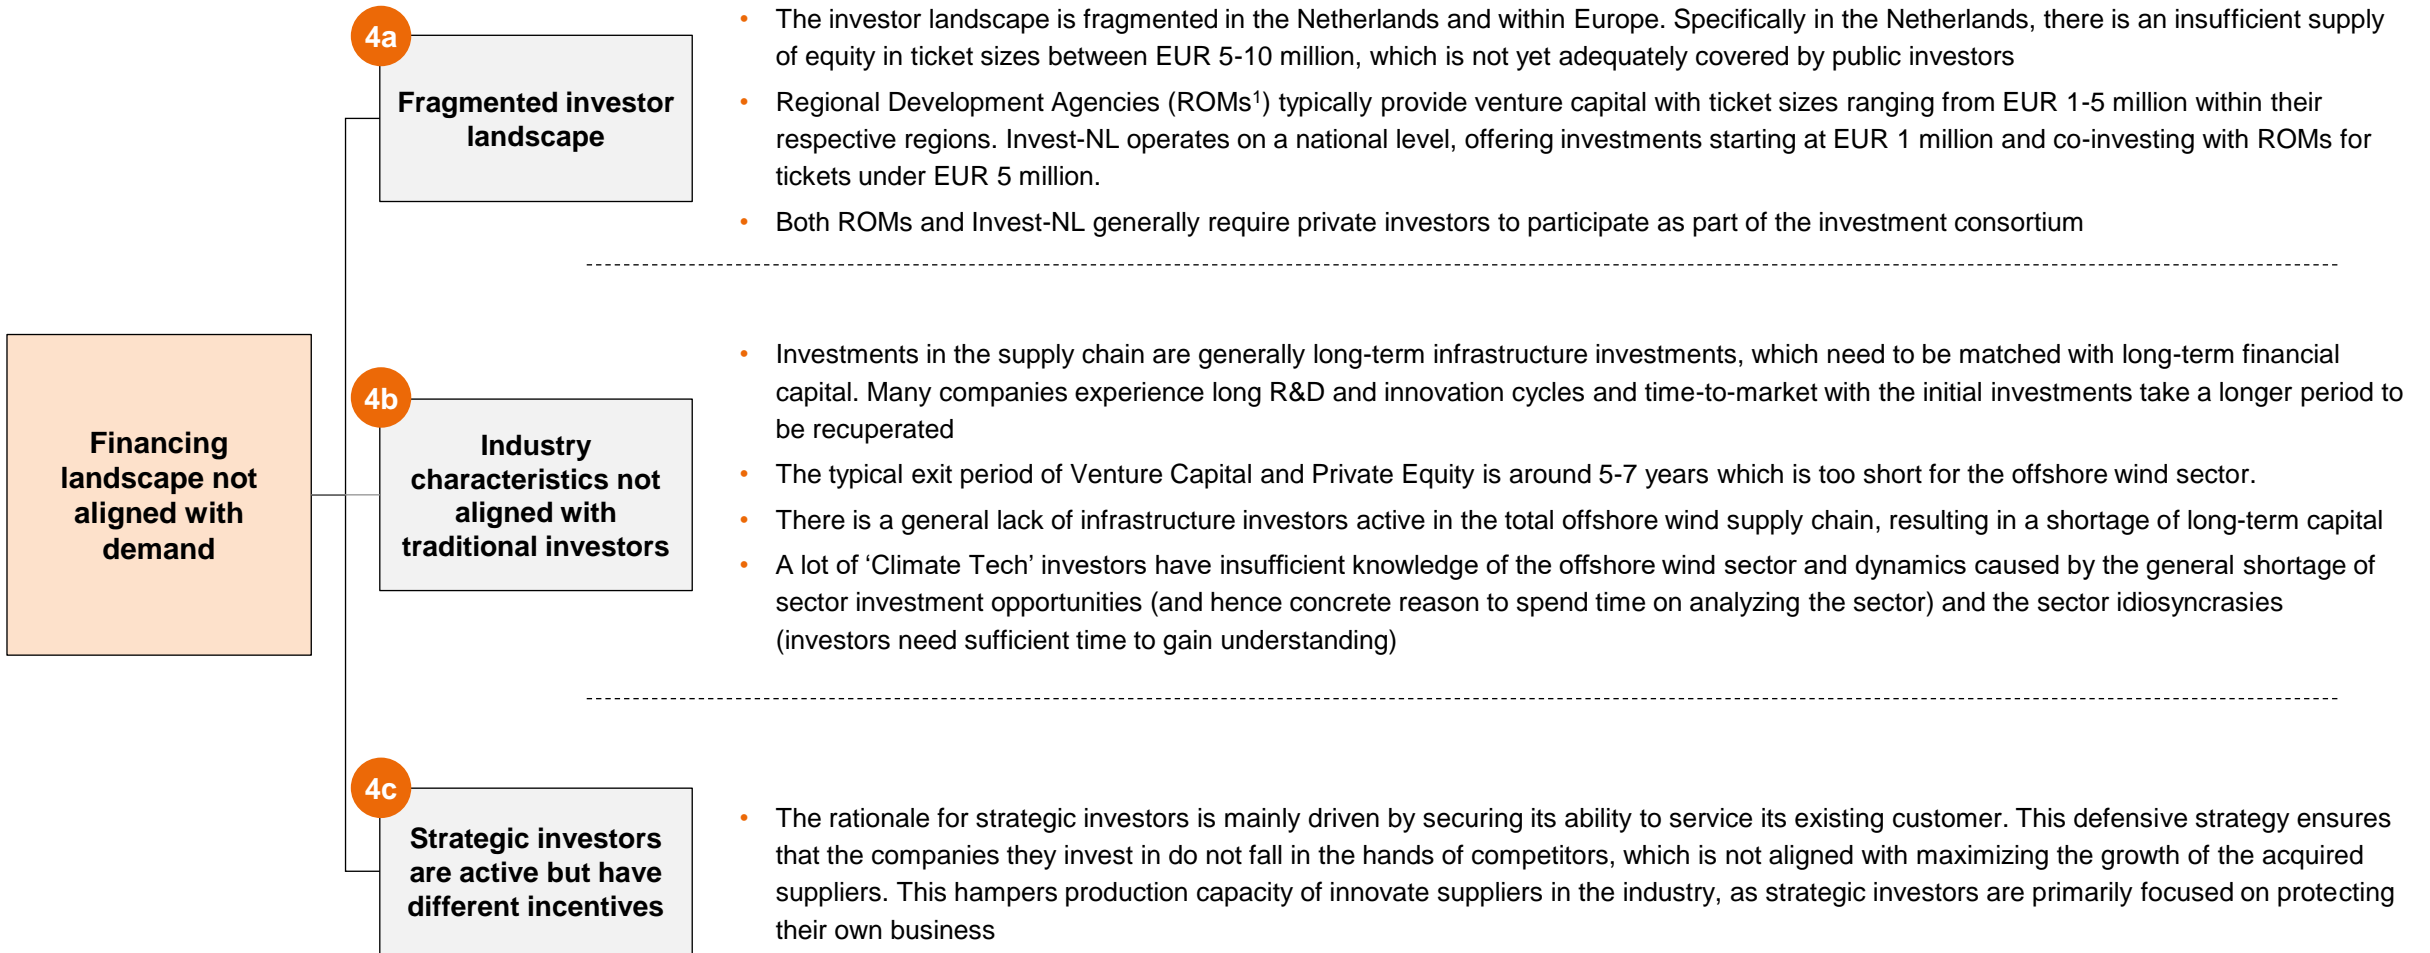 Financing
landscape not
aligned with
demand
4a
Fragmented investor
landscape
• The investor landscape is fragmented in the Netherlands and within Europe. Specifically in the Netherlands, there is an insufficient supply
of equity in ticket sizes between EUR 5-10 million, which is not yet adequately covered by public investors
• Regional Development Agencies (ROMs¹) typically provide venture capital with ticket sizes ranging from EUR 1-5 million within their
respective regions. Invest-NL operates on a national level, offering investments starting at EUR 1 million and co-investing with ROMs for
tickets under EUR 5 million.
• Both ROMs and Invest-NL generally require private investors to participate as part of the investment consortium
4b
Industry
characteristics not
aligned with
traditional investors
• Investments in the supply chain are generally long-term infrastructure investments, which need to be matched with long-term financial
capital. Many companies experience long R&D and innovation cycles and time-to-market with the initial investments take a longer period to
be recuperated
• The typical exit period of Venture Capital and Private Equity is around 5-7 years which is too short for the offshore wind sector.
• There is a general lack of infrastructure investors active in the total offshore wind supply chain, resulting in a shortage of long-term capital
• A lot of ‘Climate Tech’ investors have insufficient knowledge of the offshore wind sector and dynamics caused by the general shortage of
sector investment opportunities (and hence concrete reason to spend time on analyzing the sector) and the sector idiosyncrasies
(investors need sufficient time to gain understanding)
4c
Strategic investors
are active but have
different incentives
• The rationale for strategic investors is mainly driven by securing its ability to service its existing customer. This defensive strategy ensures
that the companies they invest in do not fall in the hands of competitors, which is not aligned with maximizing the growth of the acquired
suppliers. This hampers production capacity of innovate suppliers in the industry, as strategic investors are primarily focused on protecting
their own business